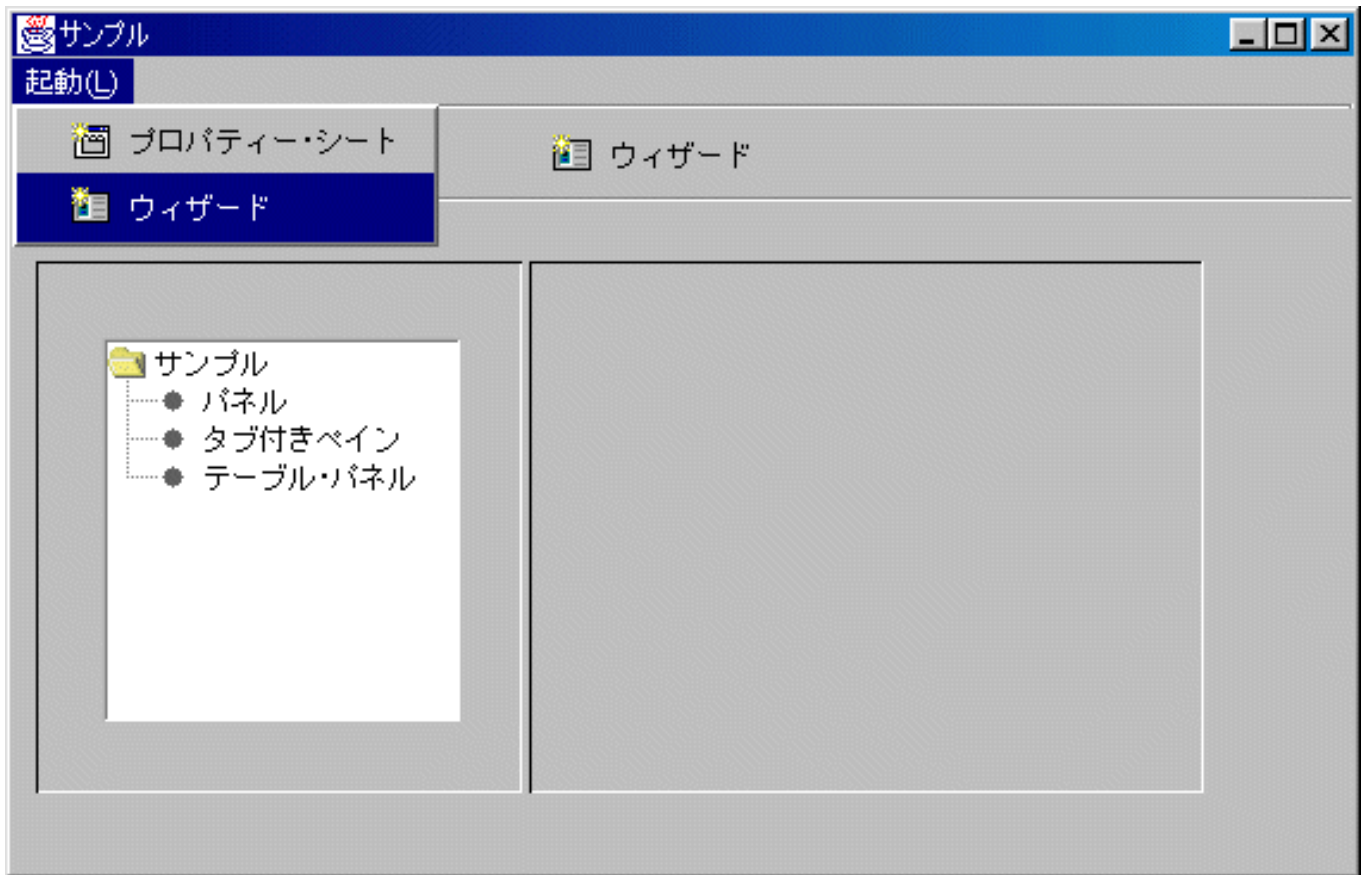 サンプル
起動(L)
プロパティー・シート
ウィザード
ウィザード
サンプル
パネル
タブ付きペイン
テーブル・パネル